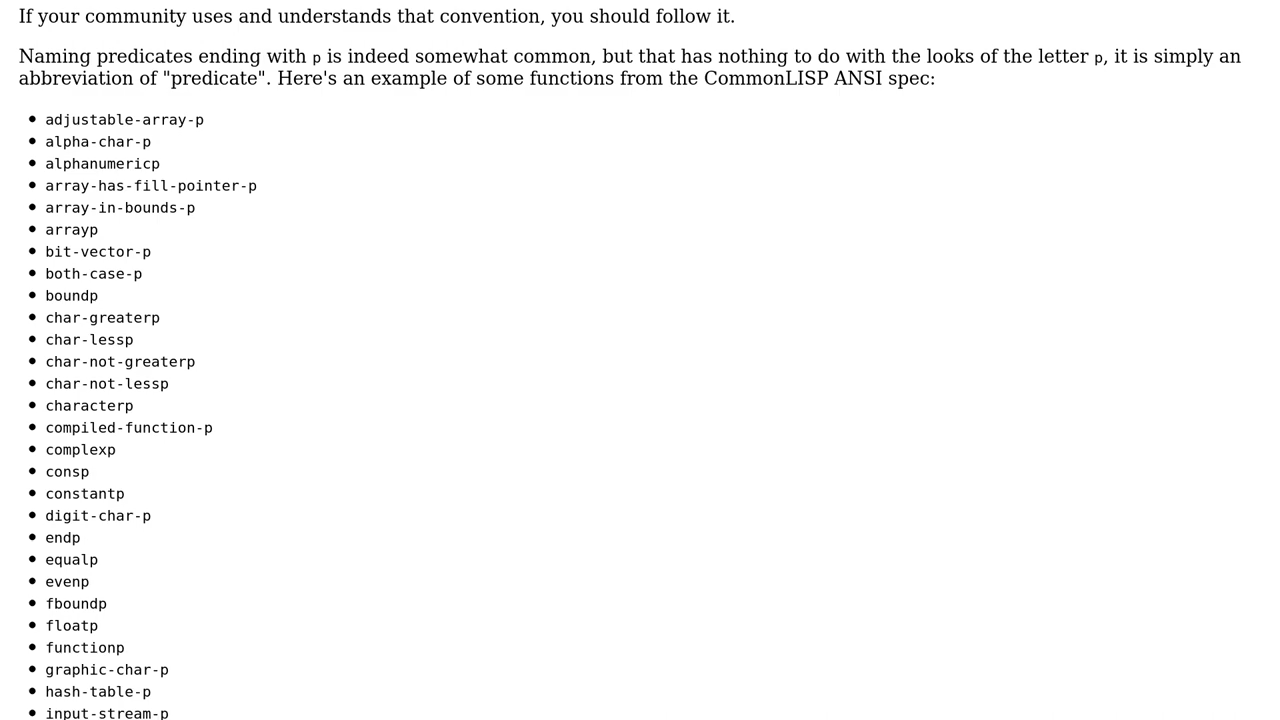 If your community uses and understands that convention, you should follow it.
Naming predicates ending with p is indeed somewhat common, but that has nothing to do with the looks of the letter p, it is simply an
abbreviation of "predicate". Here's an example of some functions from the CommonLISP ANSI spec:
adjustable-array-p
alpha-char-p
alphanumericp
array-has-fill-pointer-p
array-in-bounds-p
arrayp
bit-vector-p
both-case-p
boundp
char-greaterp
char-lessp
char-not-greaterp
char-not-lessp
characterp
compiled-function-p
complexp
consp
constantp
digit-char-p
endp
equalp
evenp
fboundp
floatp
functionp
graphic-char-p
hash-table-p
input-stream-p